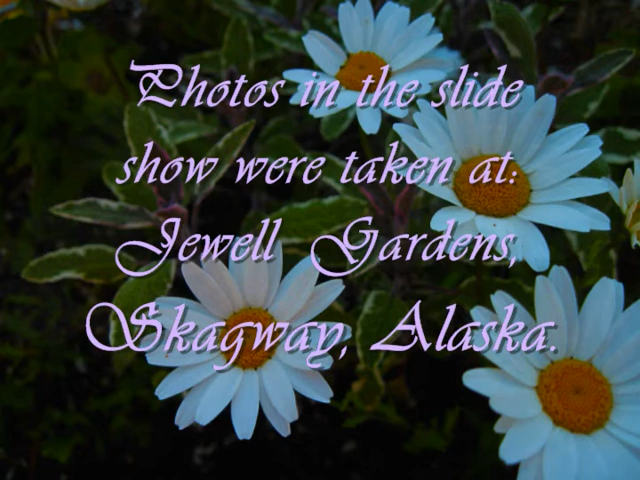 Photos in the slide
show were taken at:
Jewell Gardens,
Skagway, Alaska.